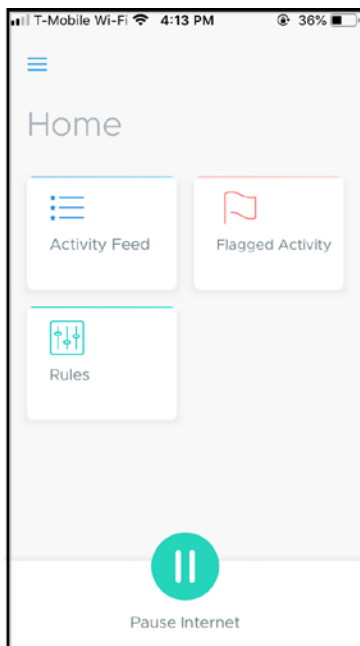 T-Mobile Wi-Fi 4:13 PM 36%
Home
Activity Feed
Flagged Activity
Rules
Pause Internet